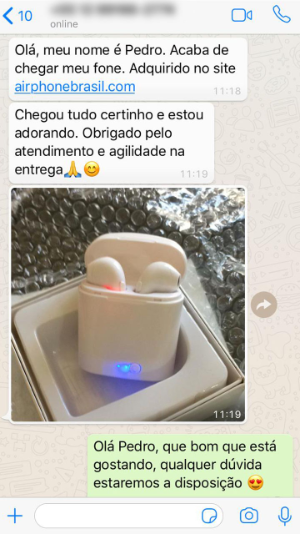 10
online
Olá, meu nome é Pedro. Acaba de
chegar meu fone. Adquirido no site
airphonebrasil.com
11:18
Chegou tudo certinho e estou
adorando. Obrigado pelo
atendimento e agilidade na
entrega🙏😊
11:19
11:19
Olá Pedro, que bom que está
gostando, qualquer dúvida
estaremos a disposição 😍